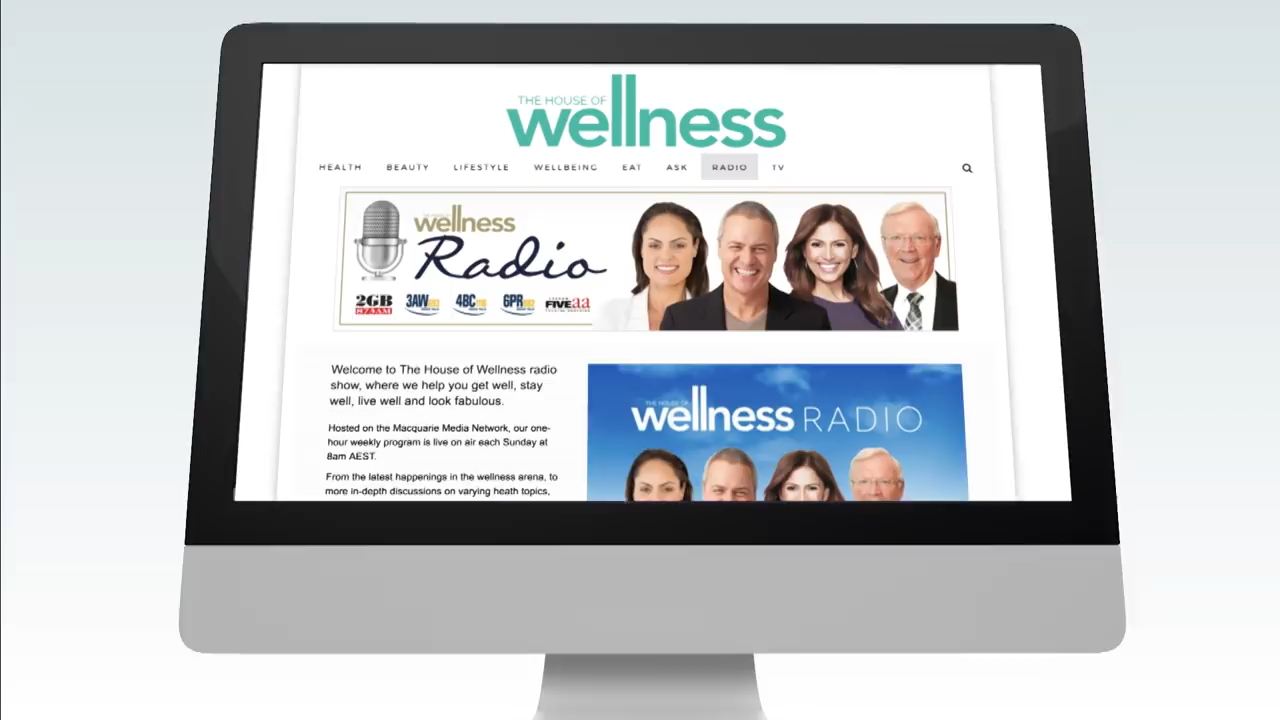 THE HOUSE OF
wellness
HEALTH BEAUTY LIFESTYLE WELLBEING EAT ASK RADIO TV
wellness
Radio
2GB 3AW 4BC 6PR FIVEaa
873AM
Welcome to The House of Wellness radio
show, where we help you get well, stay
well, live well and look fabulous.
Hosted on the Macquarie Media Network, our one-
hour weekly program is live on air each Sunday at
8am AEST.
From the latest happenings in the wellness arena, to
more in-depth discussions on varying heath topics,
THE HOUSE OF
wellness RADIO